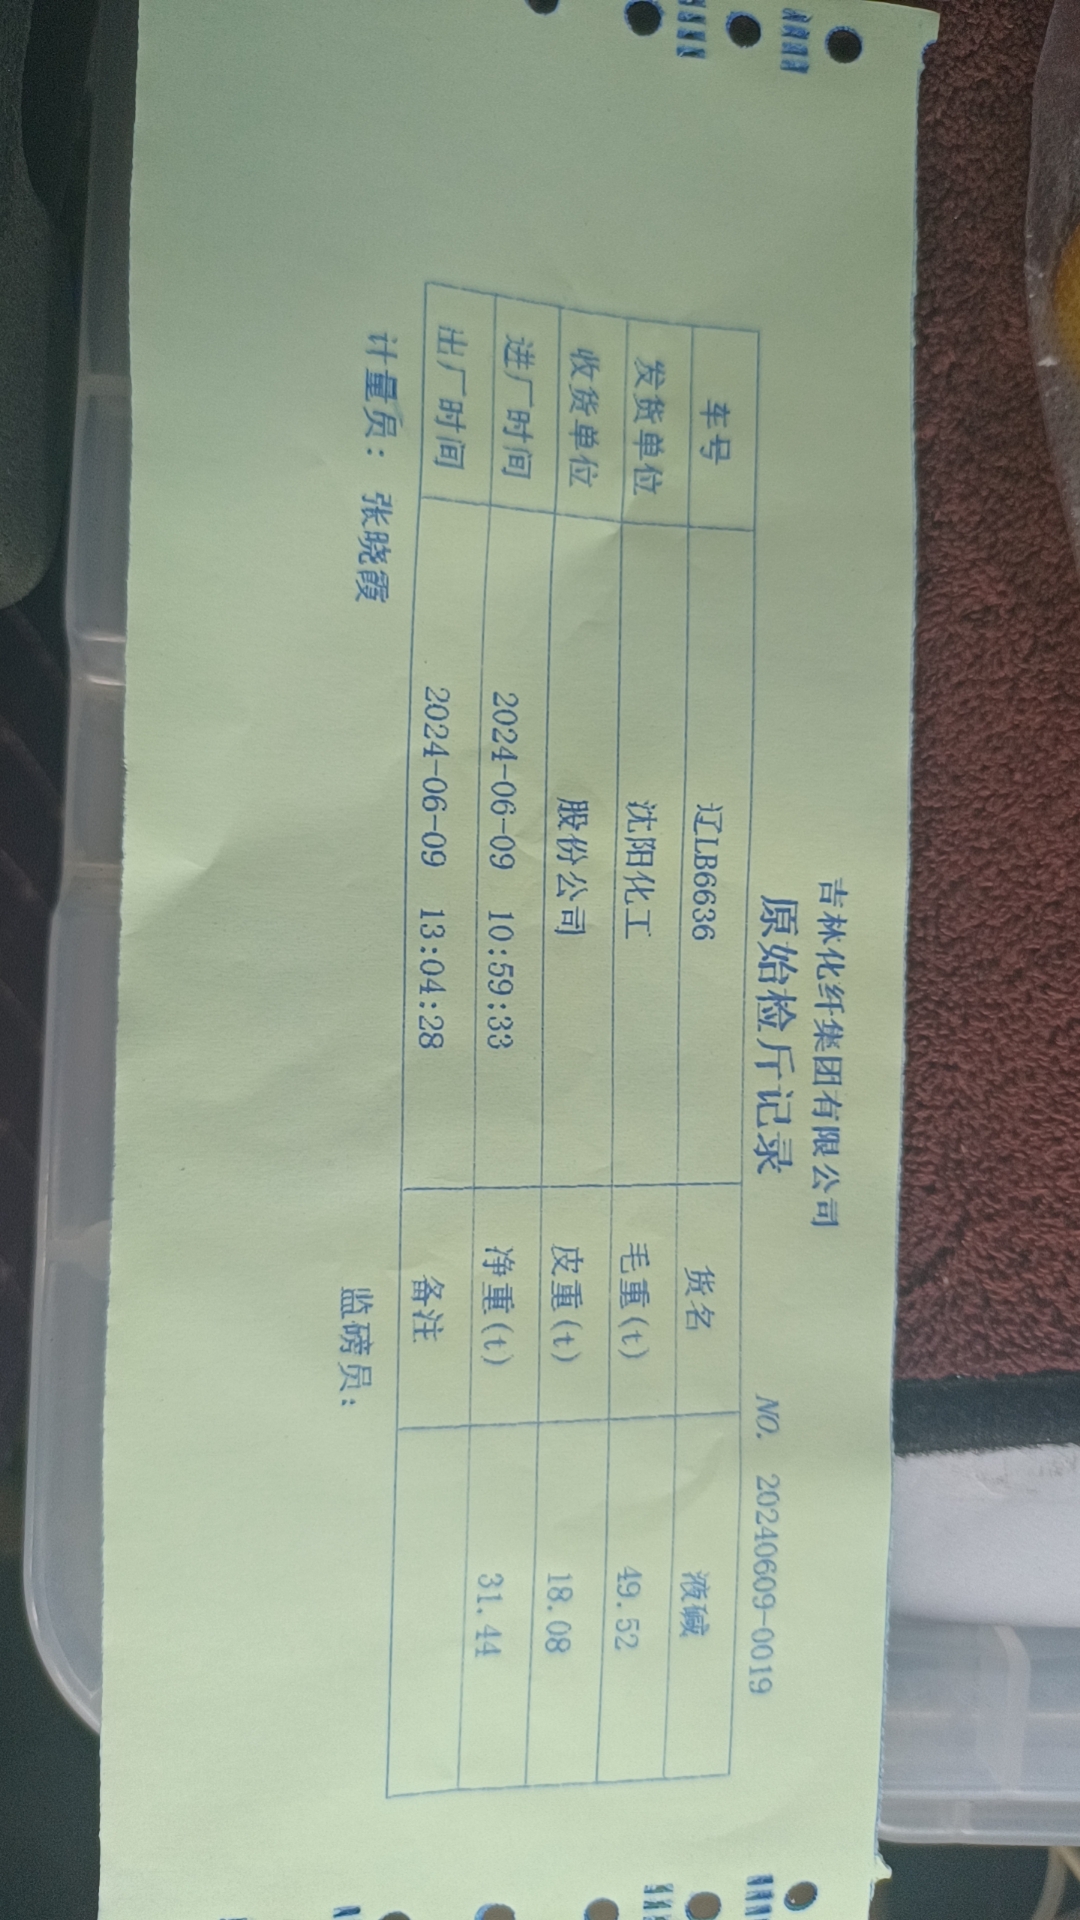 吉林化纤集团有限公司
原始检斤记录
NO. 20240609-0019
车号 辽LB6636 货名 液碱
发货单位 沈阳化工 毛重(t) 49.52
收货单位 股份公司 皮重(t) 18.08
进厂时间 2024-06-09 10:59:33 净重(t) 31.44
出厂时间 2024-06-09 13:04:28 备注
计量员： 张晓霞 监磅员：